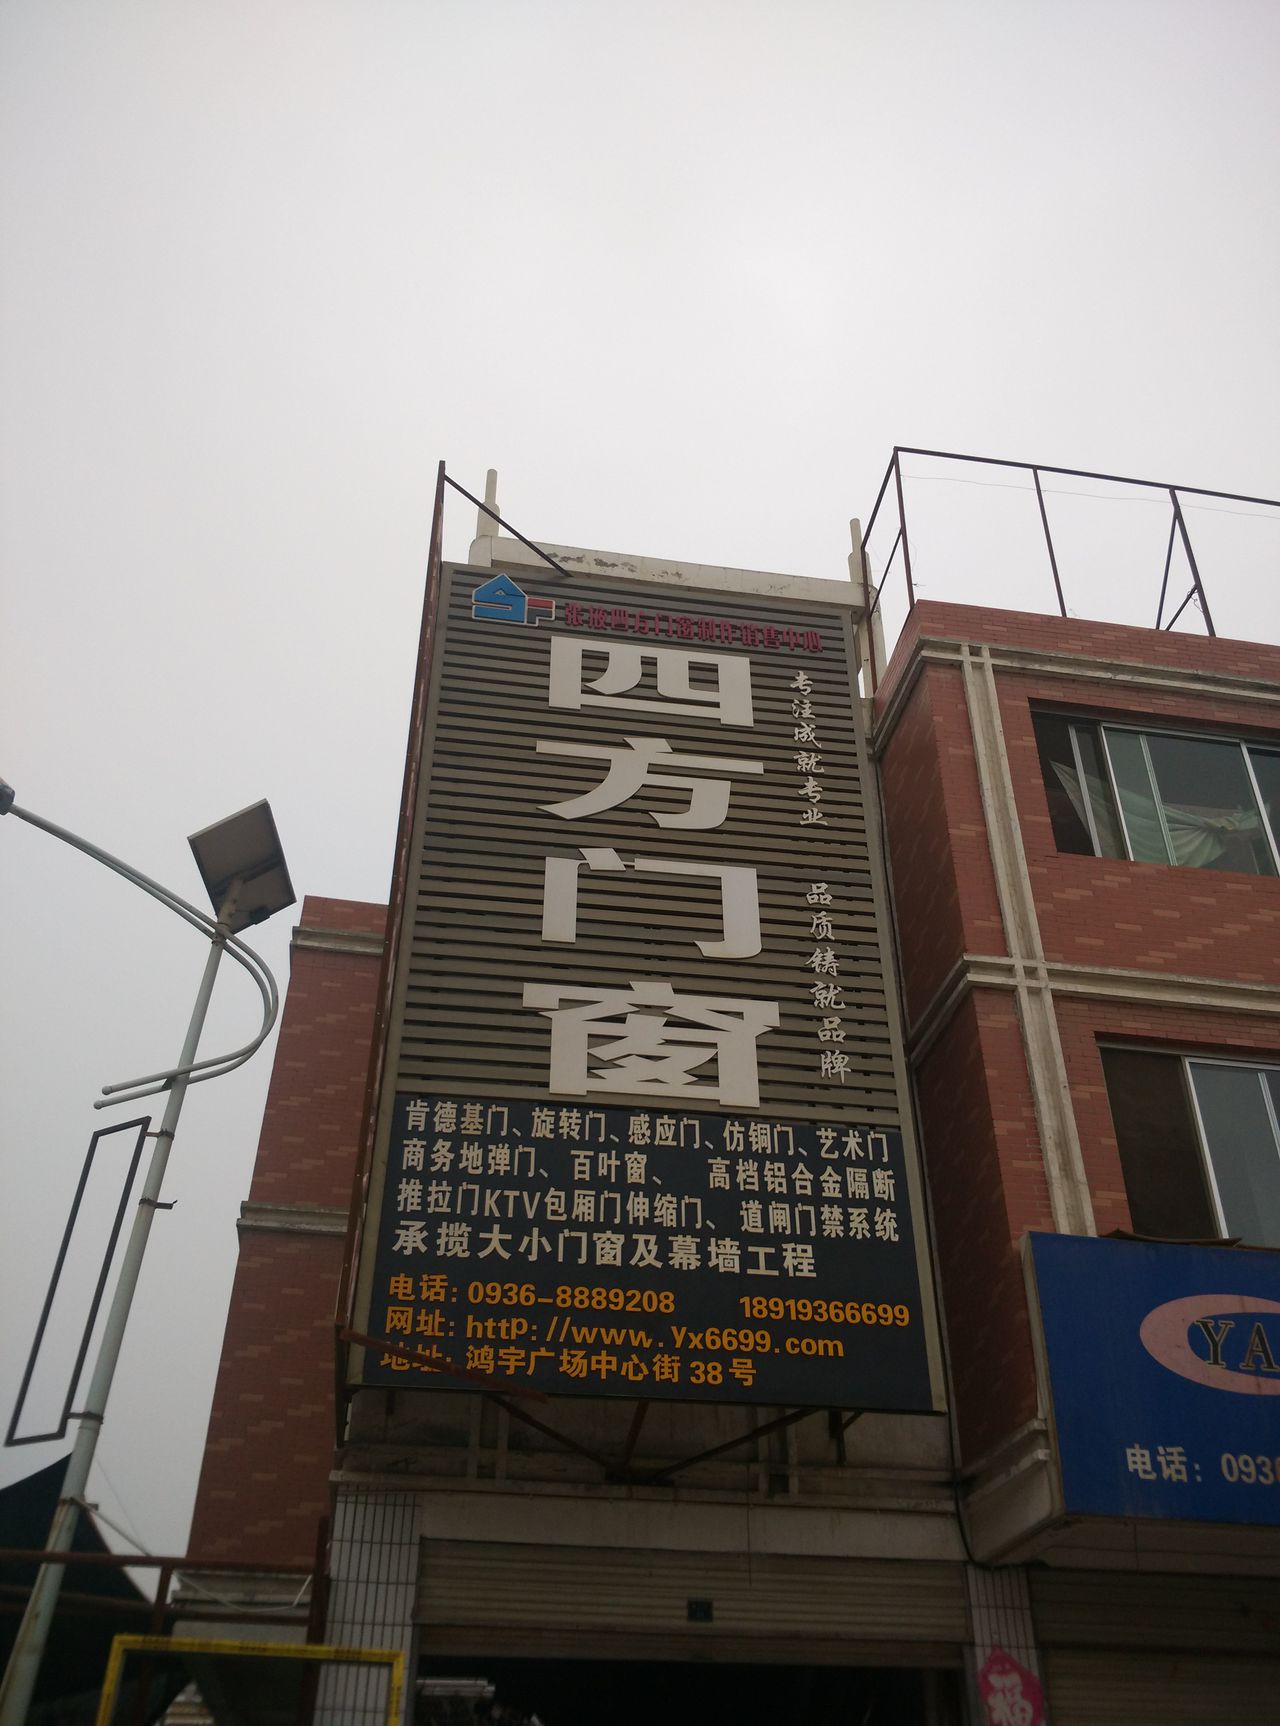 张掖四方门窗制作销售中心
四方门窗
专注成就专业
品质铸就品牌
肯德基门、旋转门、感应门、仿铜门、艺术门
商务地弹门、百叶窗、 高档铝合金隔断
推拉门KTV包厢门伸缩门、道闸门禁系统
承揽大小门窗及幕墙工程
电话：0936-8889208 18919366699
网址：http://www.yx6699.com
地址：鸿宇广场中心街38号
YA
电话：093
福